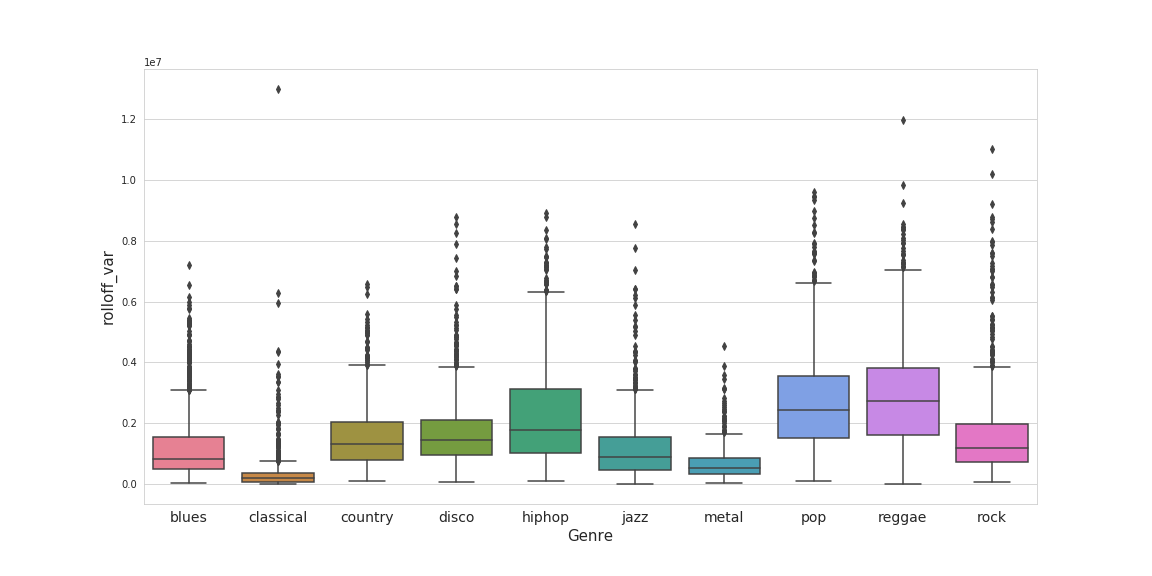 1e7
1.2
1.0
0.8
0.6
0.4
0.2
0.0
rolloff_var
blues classical country disco hiphop jazz metal pop reggae rock
Genre